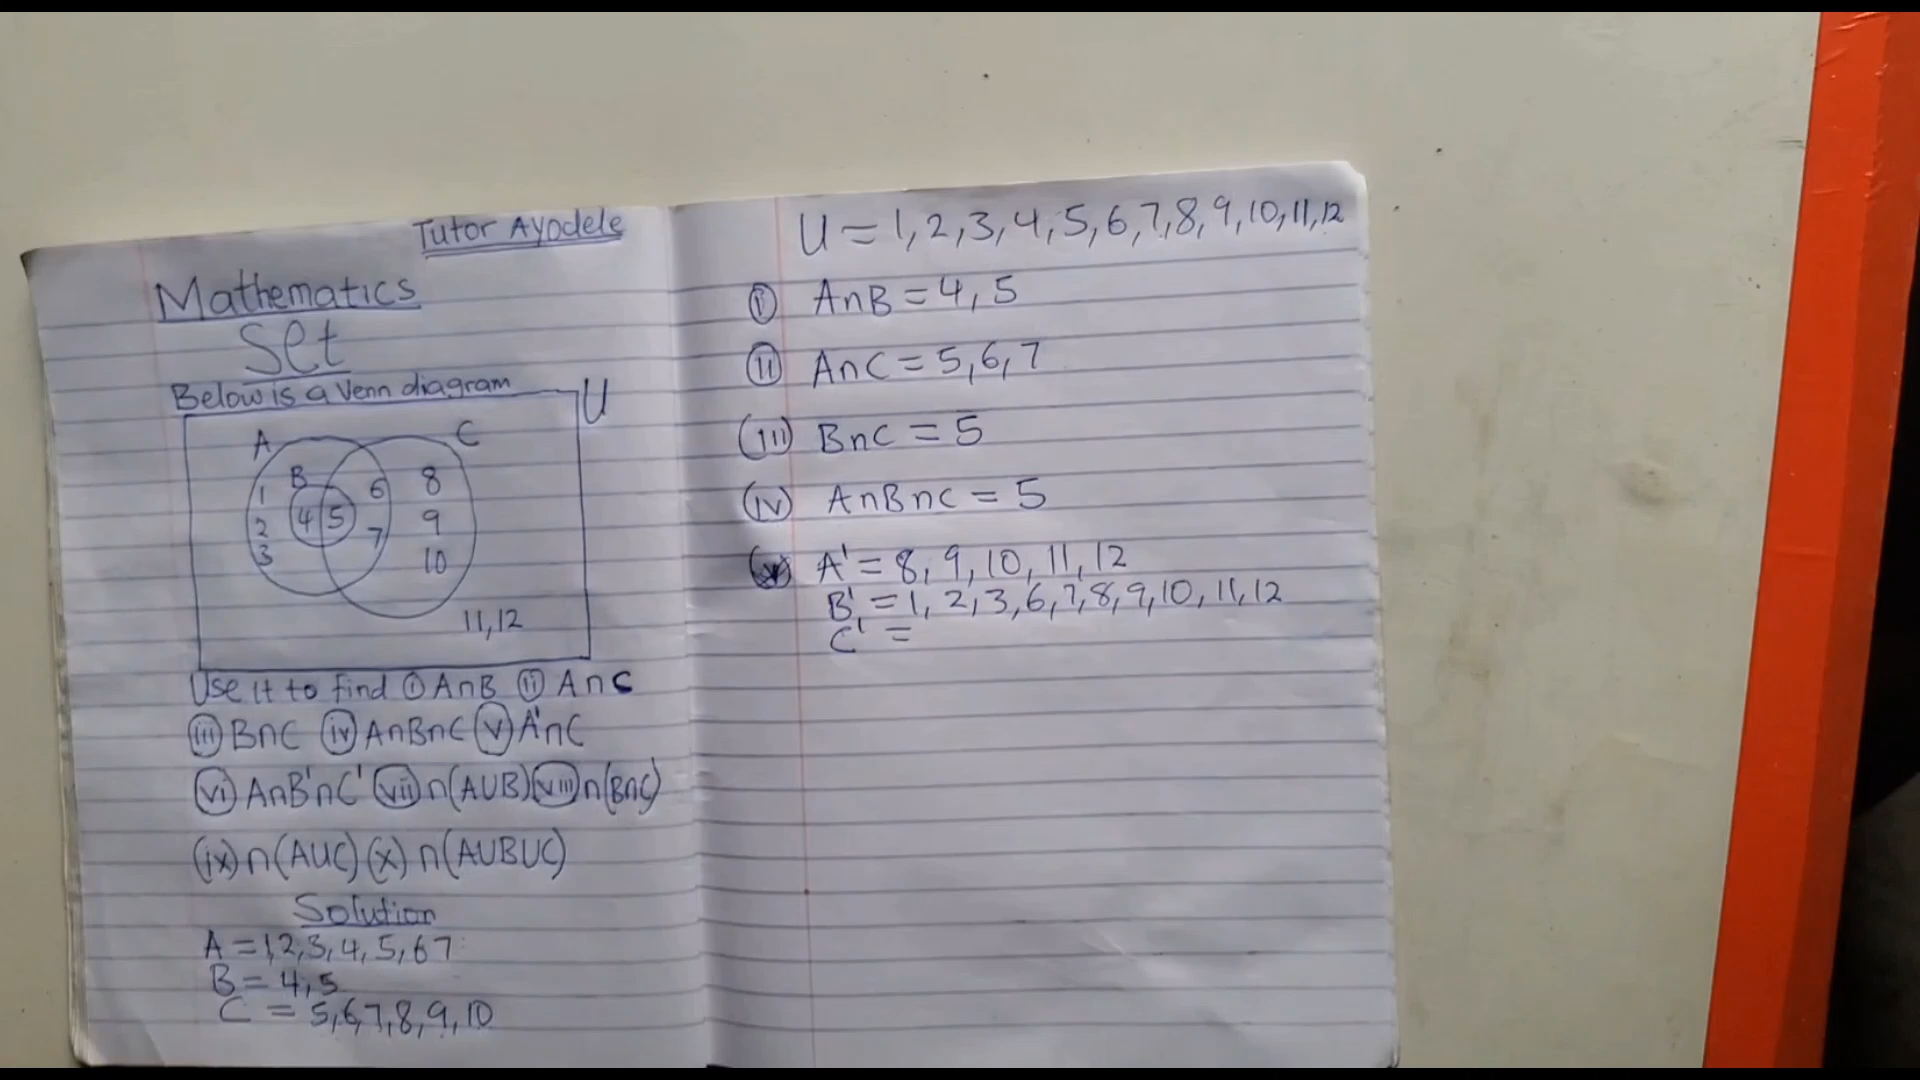 Tutor Ayodele
Mathematics
Set
Below is a Venn diagram
U
A
C
B
1
2
3
4
5
6
7
8
9
10
11,12
Use it to find (i) A∩B (ii) A∩C
(iii) B∩C (iv) A∩B∩C (v) A'∩C
(vi) A∩B'∩C' (vii) n(AUB) (viii) n(B∩C)
(ix) n(AUC) (x) n(AUBUC)
Solution
A = 1,2,3,4,5,6 7
B = 4,5
C = 5,6,7,8,9,10
U = 1,2,3,4,5,6,7,8,9,10,11,12
(i) A∩B = 4,5
(ii) A∩C = 5,6,7
(iii) B∩C = 5
(iv) A∩B∩C = 5
A' = 8,9,10,11,12
B' = 1,2,3,6,7,8,9,10,11,12
C' =